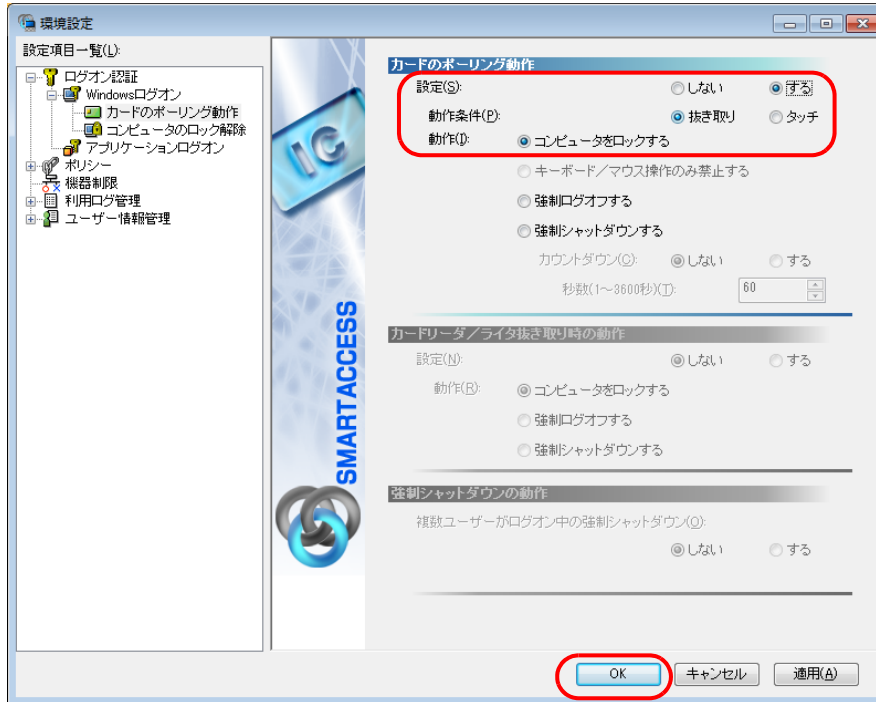 環境設定
設定項目一覧(L):
ログオン認証
Windowsログオン
カードのポーリング動作
コンピュータのロック解除
アプリケーションログオン
ポリシー
機器制限
利用ログ管理
ユーザー情報管理
IC
SMARTACCESS
カードのポーリング動作
設定(S): しない する
動作条件(P): 抜き取り タッチ
動作(I): コンピュータをロックする
キーボード／マウス操作のみ禁止する
強制ログオフする
強制シャットダウンする
カウントダウン(C): しない する
秒数(1～3600秒)(T): 60
カードリーダ／ライタ抜き取り時の動作
設定(N): しない する
動作(R): コンピュータをロックする
強制ログオフする
強制シャットダウンする
強制シャットダウンの動作
複数ユーザーがログオン中の強制シャットダウン(O):
しない する
OK キャンセル 適用(A)